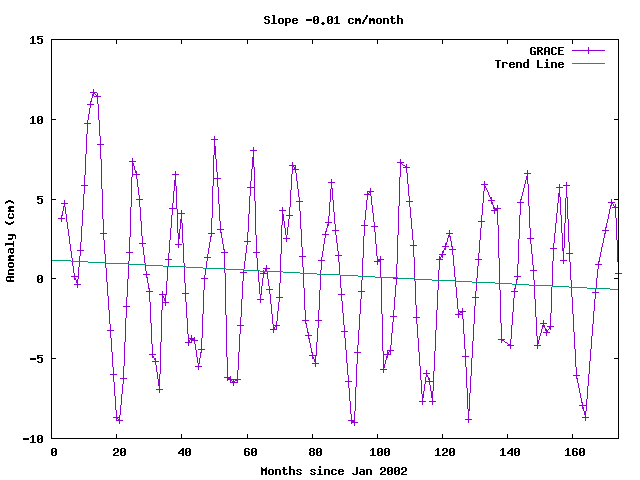 Slope -0.01 cm/month
GRACE
Trend Line
15
10
5
0
-5
-10
Anomaly (cm)
0 20 40 60 80 100 120 140 160
Months since Jan 2002